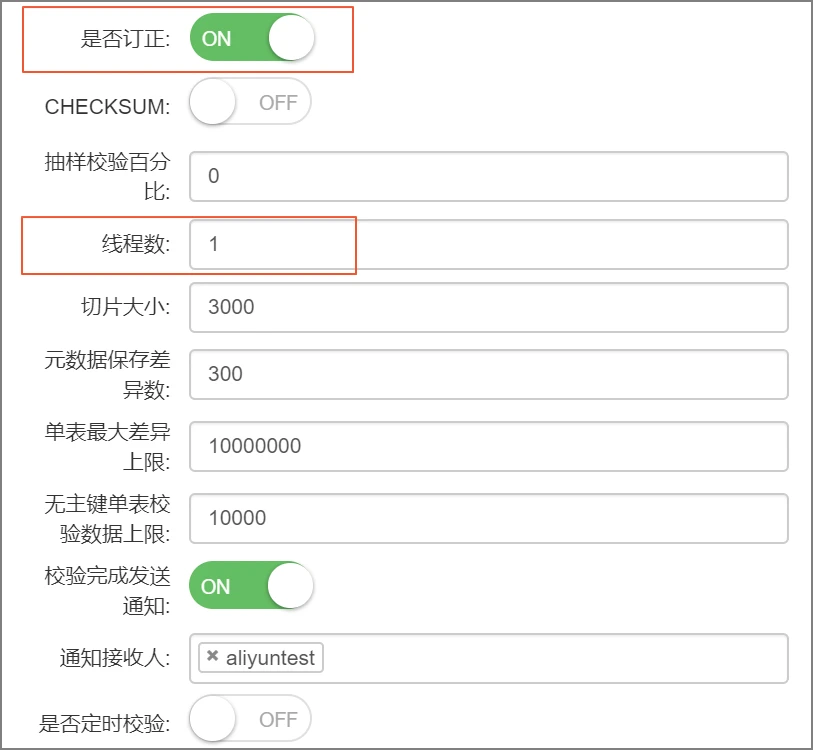 是否订正: ON
CHECKSUM: OFF
抽样校验百分
比: 0
线程数: 1
切片大小: 3000
元数据保存差
异数: 300
单表最大差异
上限: 10000000
无主键单表校
验数据上限: 10000
校验完成发送
通知: ON
通知接收人: ✖ aliyuntest
是否定时校验: OFF